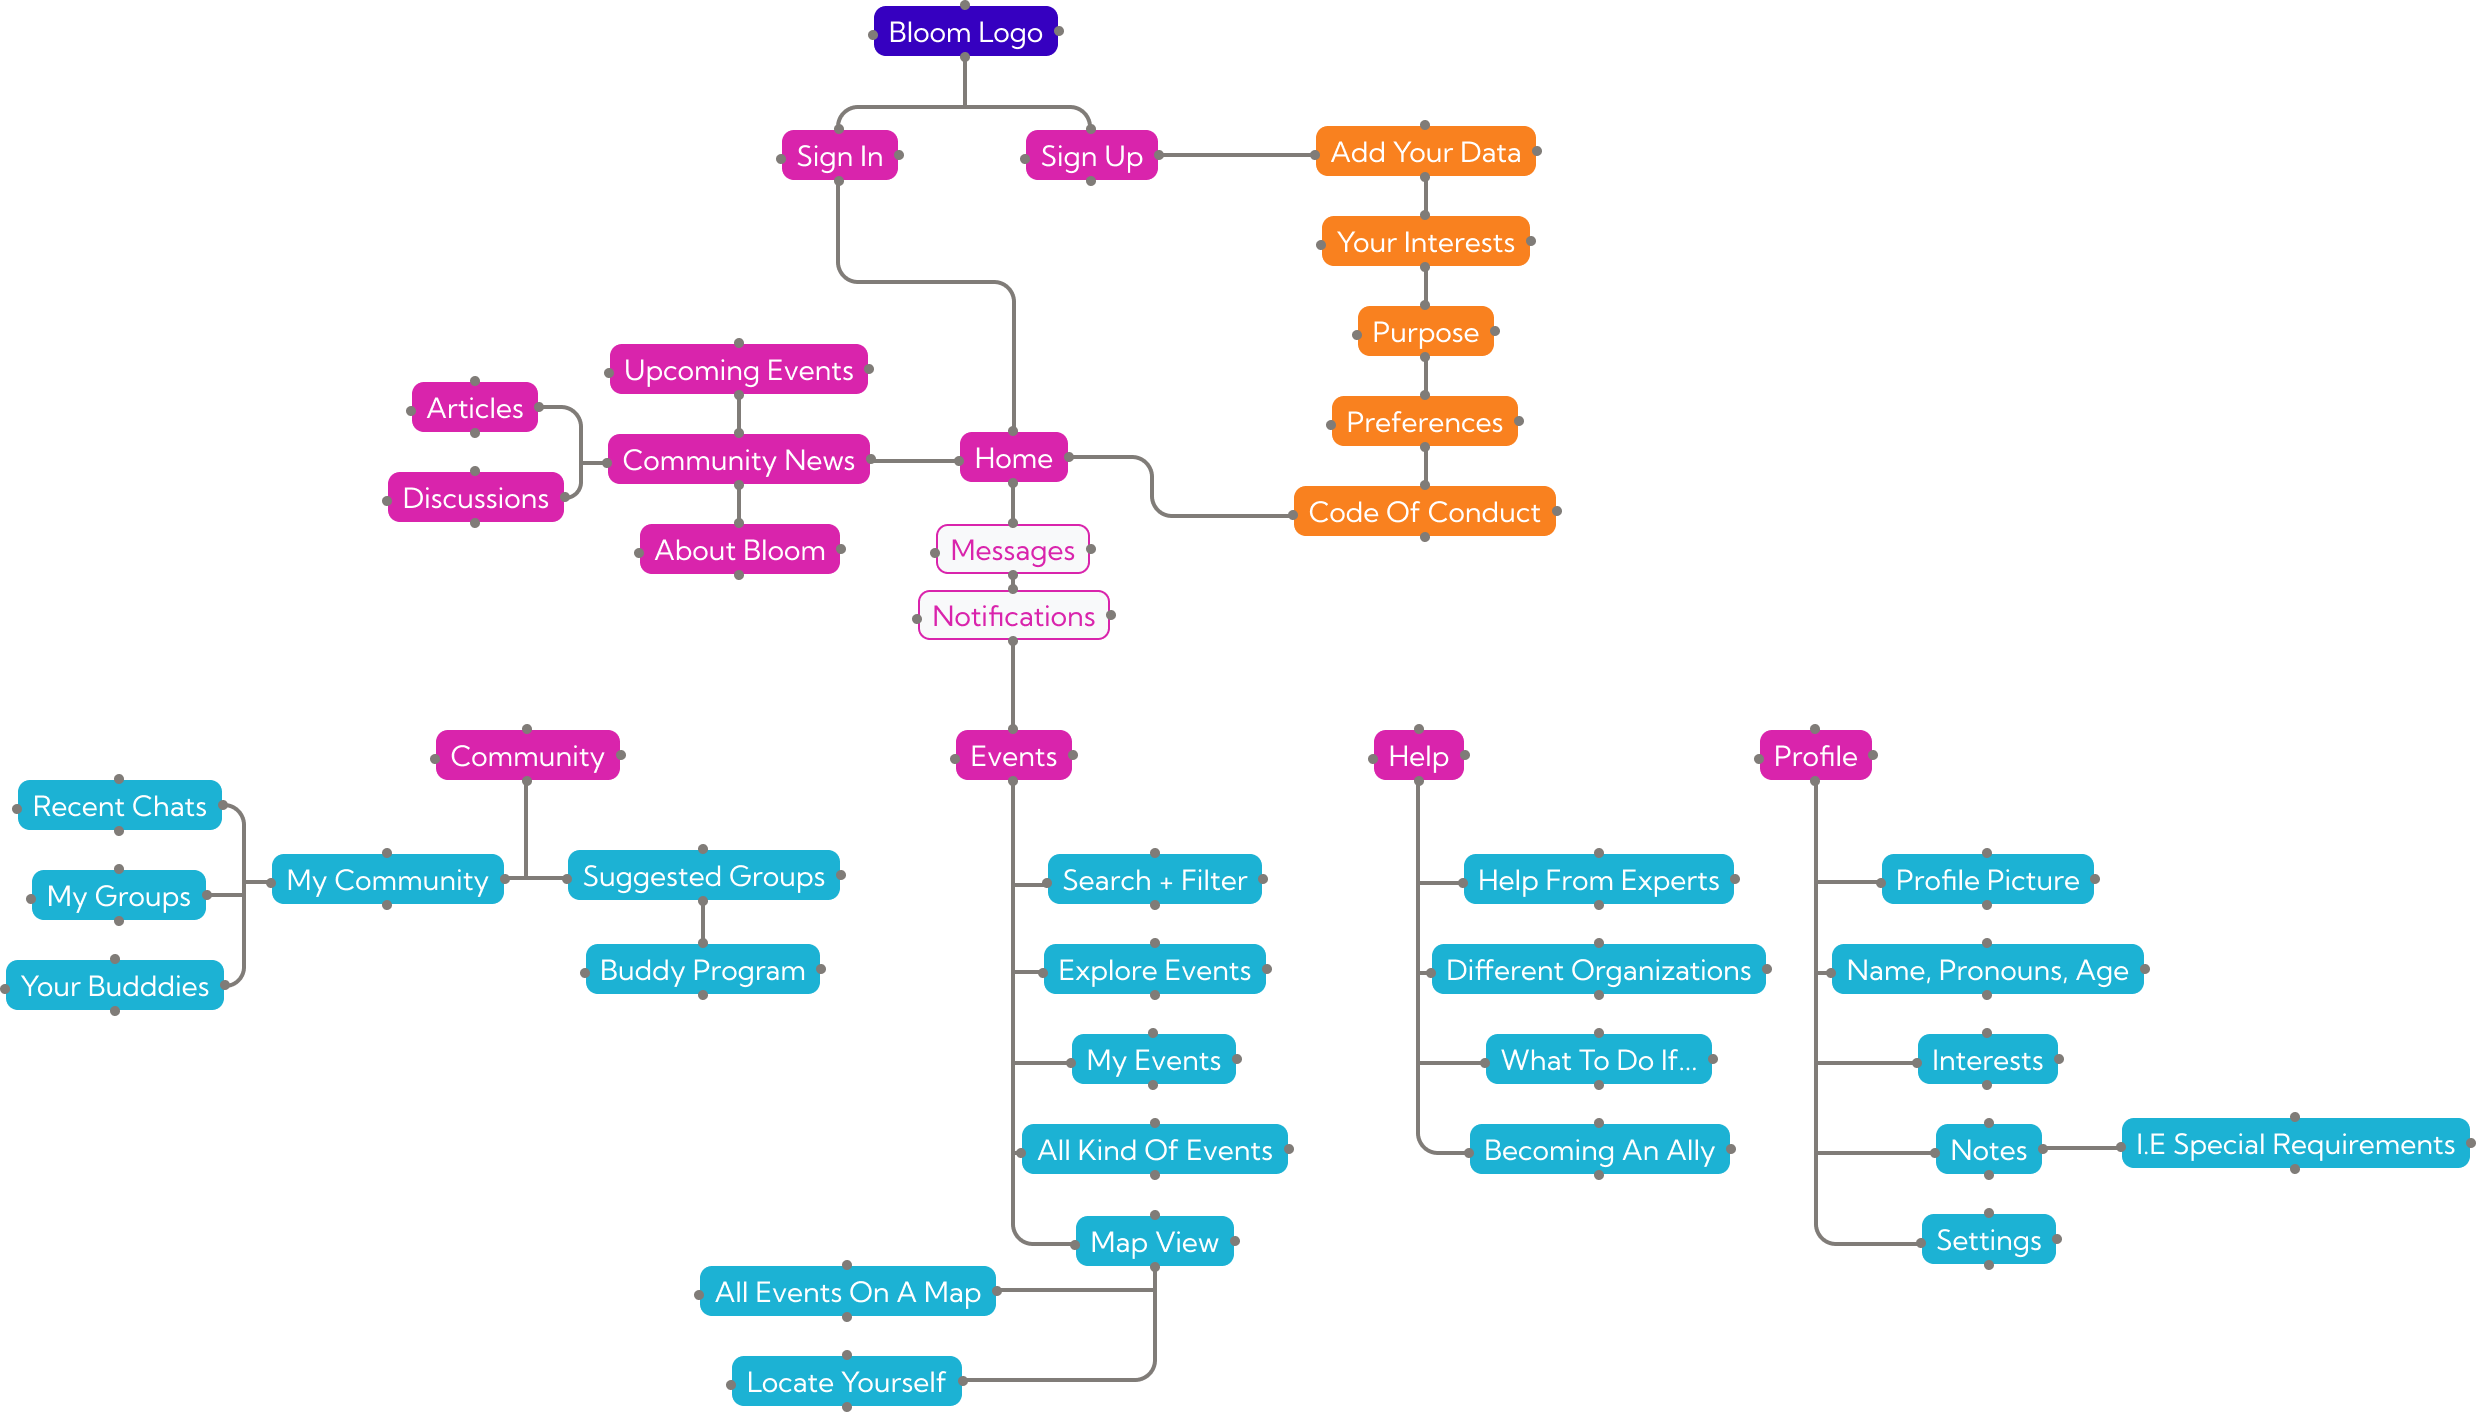 Bloom Logo
Sign In
Sign Up
Add Your Data
Your Interests
Purpose
Preferences
Code Of Conduct
Upcoming Events
Articles
Community News
Home
Discussions
About Bloom
Messages
Notifications
Community
Events
Help
Profile
Recent Chats
My Groups
Your Budddies
My Community
Suggested Groups
Buddy Program
Search + Filter
Explore Events
My Events
All Kind Of Events
Map View
All Events On A Map
Locate Yourself
Help From Experts
Different Organizations
What To Do If...
Becoming An Ally
Profile Picture
Name, Pronouns, Age
Interests
Notes
I.E Special Requirements
Settings